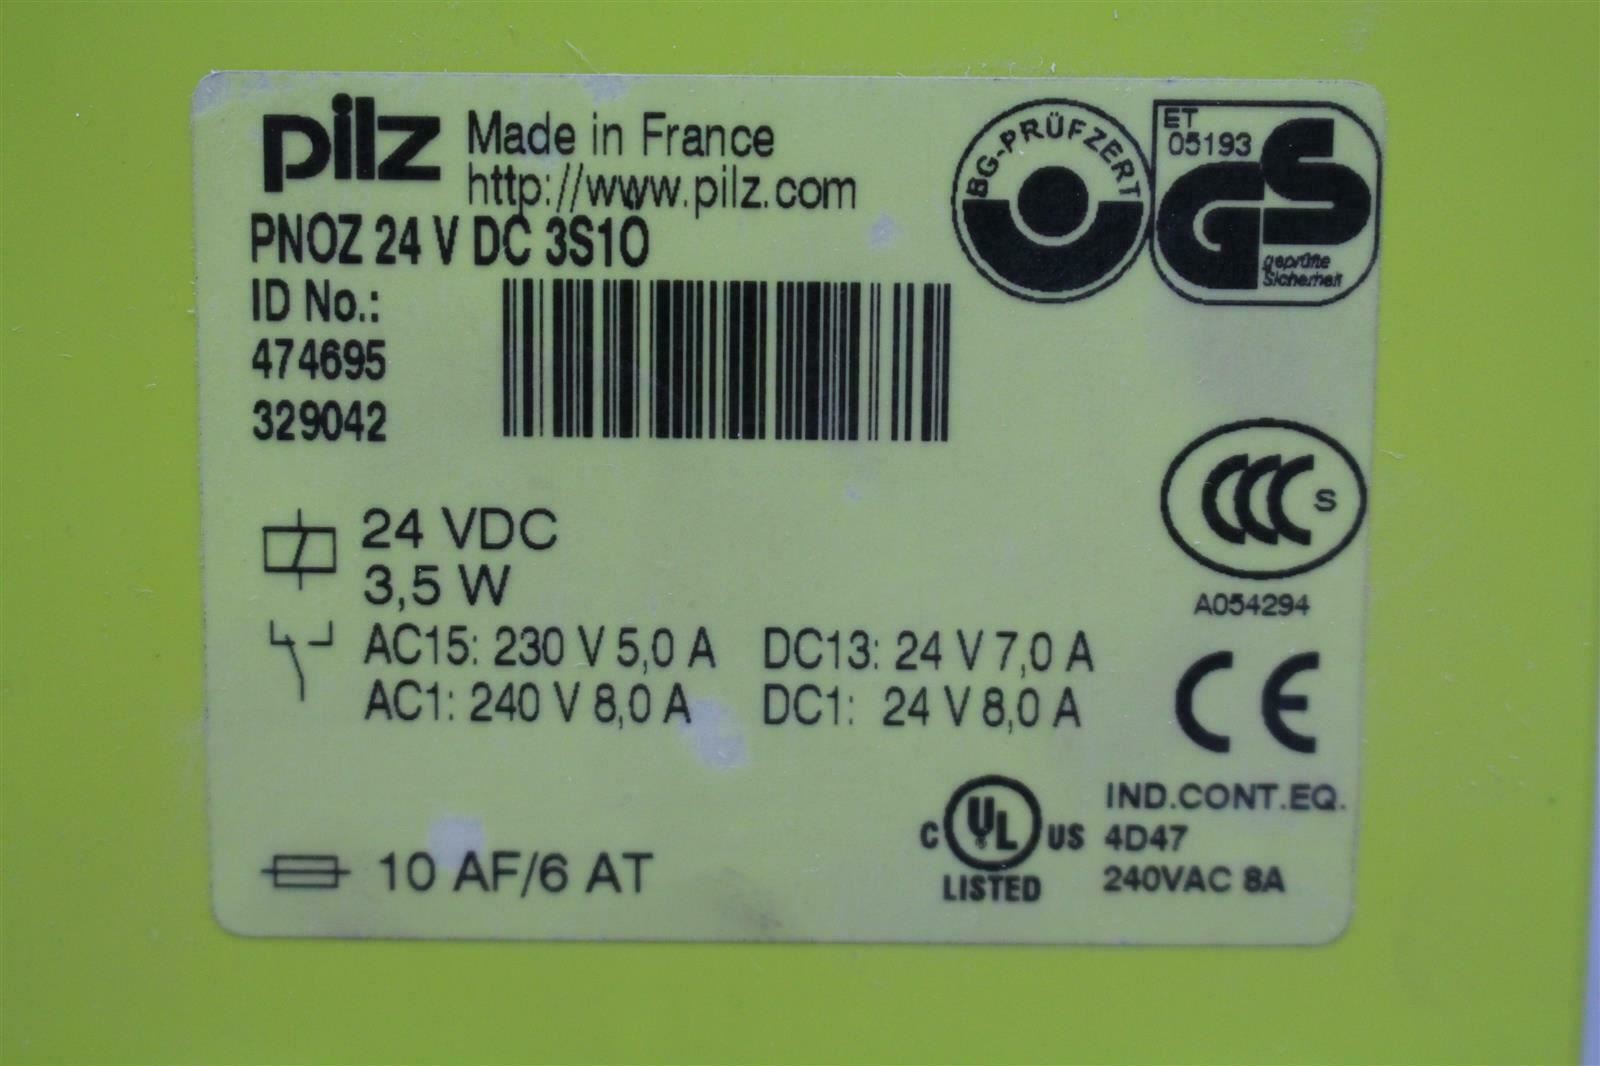 pilz Made in France
http://www.pilz.com
PNOZ 24 V DC 3S1O
ID No.:
474695
329042
BG-PRÜFZERT
ET
05193
GS
geprüfte
Sicherheit
CCC S
A054294
24 VDC
3,5 W
AC15: 230 V 5,0 A DC13: 24 V 7,0 A
AC1: 240 V 8,0 A DC1: 24 V 8,0 A
CE
10 AF/6 AT
C UL US
LISTED
IND.CONT.EQ.
4D47
240VAC 8A